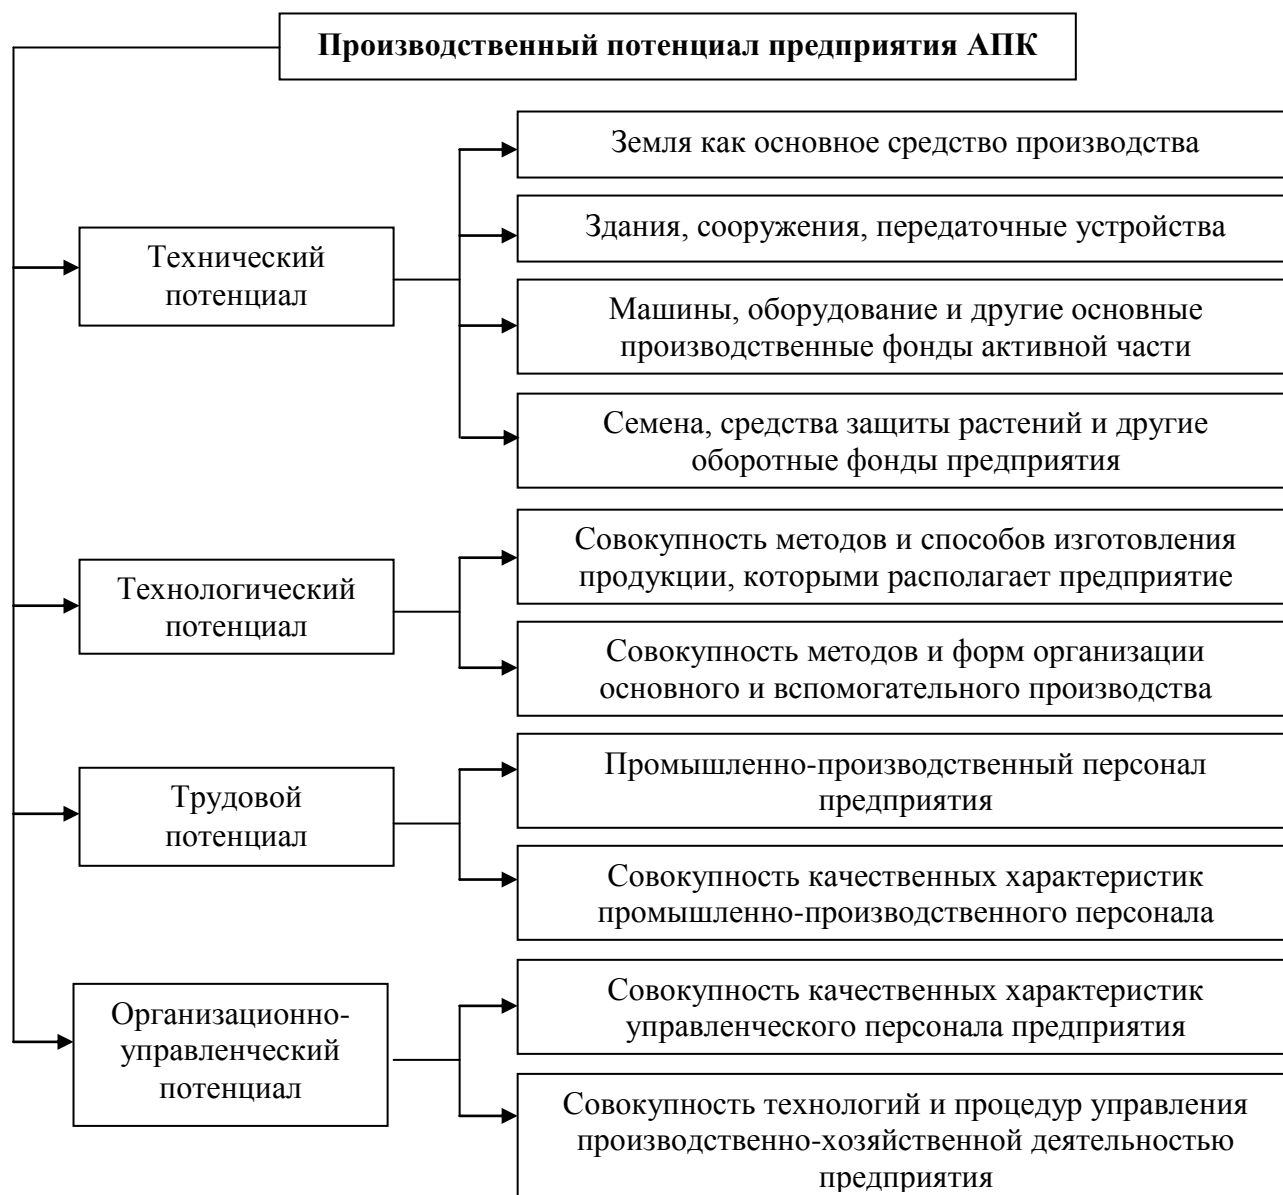 Производственный потенциал предприятия АПК
Технический
потенциал
Земля как основное средство производства
Здания, сооружения, передаточные устройства
Машины, оборудование и другие основные
производственные фонды активной части
Семена, средства защиты растений и другие
оборотные фонды предприятия
Технологический
потенциал
Совокупность методов и способов изготовления
продукции, которыми располагает предприятие
Совокупность методов и форм организации
основного и вспомогательного производства
Трудовой
потенциал
Промышленно-производственный персонал
предприятия
Совокупность качественных характеристик
промышленно-производственного персонала
Организационно-
управленческий
потенциал
Совокупность качественных характеристик
управленческого персонала предприятия
Совокупность технологий и процедур управления
производственно-хозяйственной деятельностью
предприятия